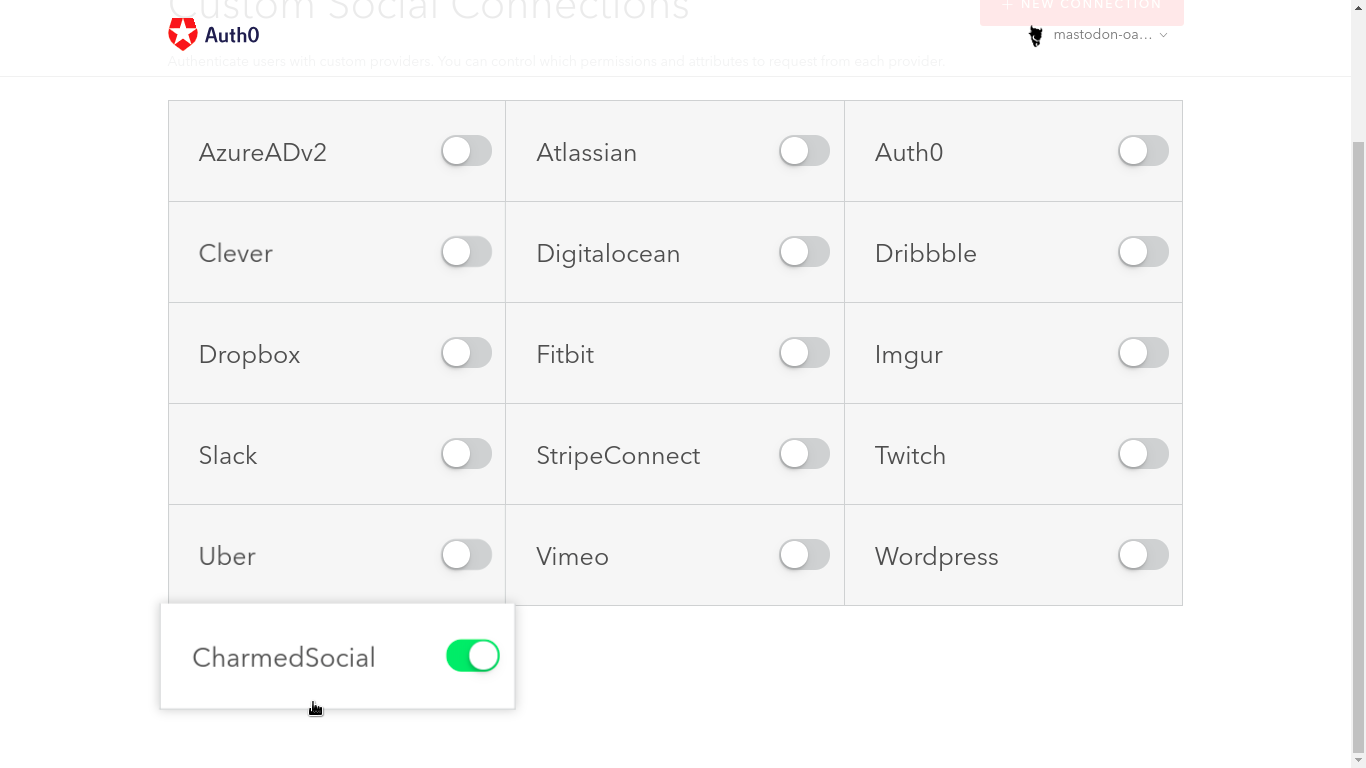 Custom Social Connections
+ NEW CONNECTION
Auth0
mastodon-oa...
Authenticate users with custom providers. You can control which permissions and attributes to request from each provider.
AzureADv2
Atlassian
Auth0
Clever
Digitalocean
Dribbble
Dropbox
Fitbit
Imgur
Slack
StripeConnect
Twitch
Uber
Vimeo
Wordpress
CharmedSocial